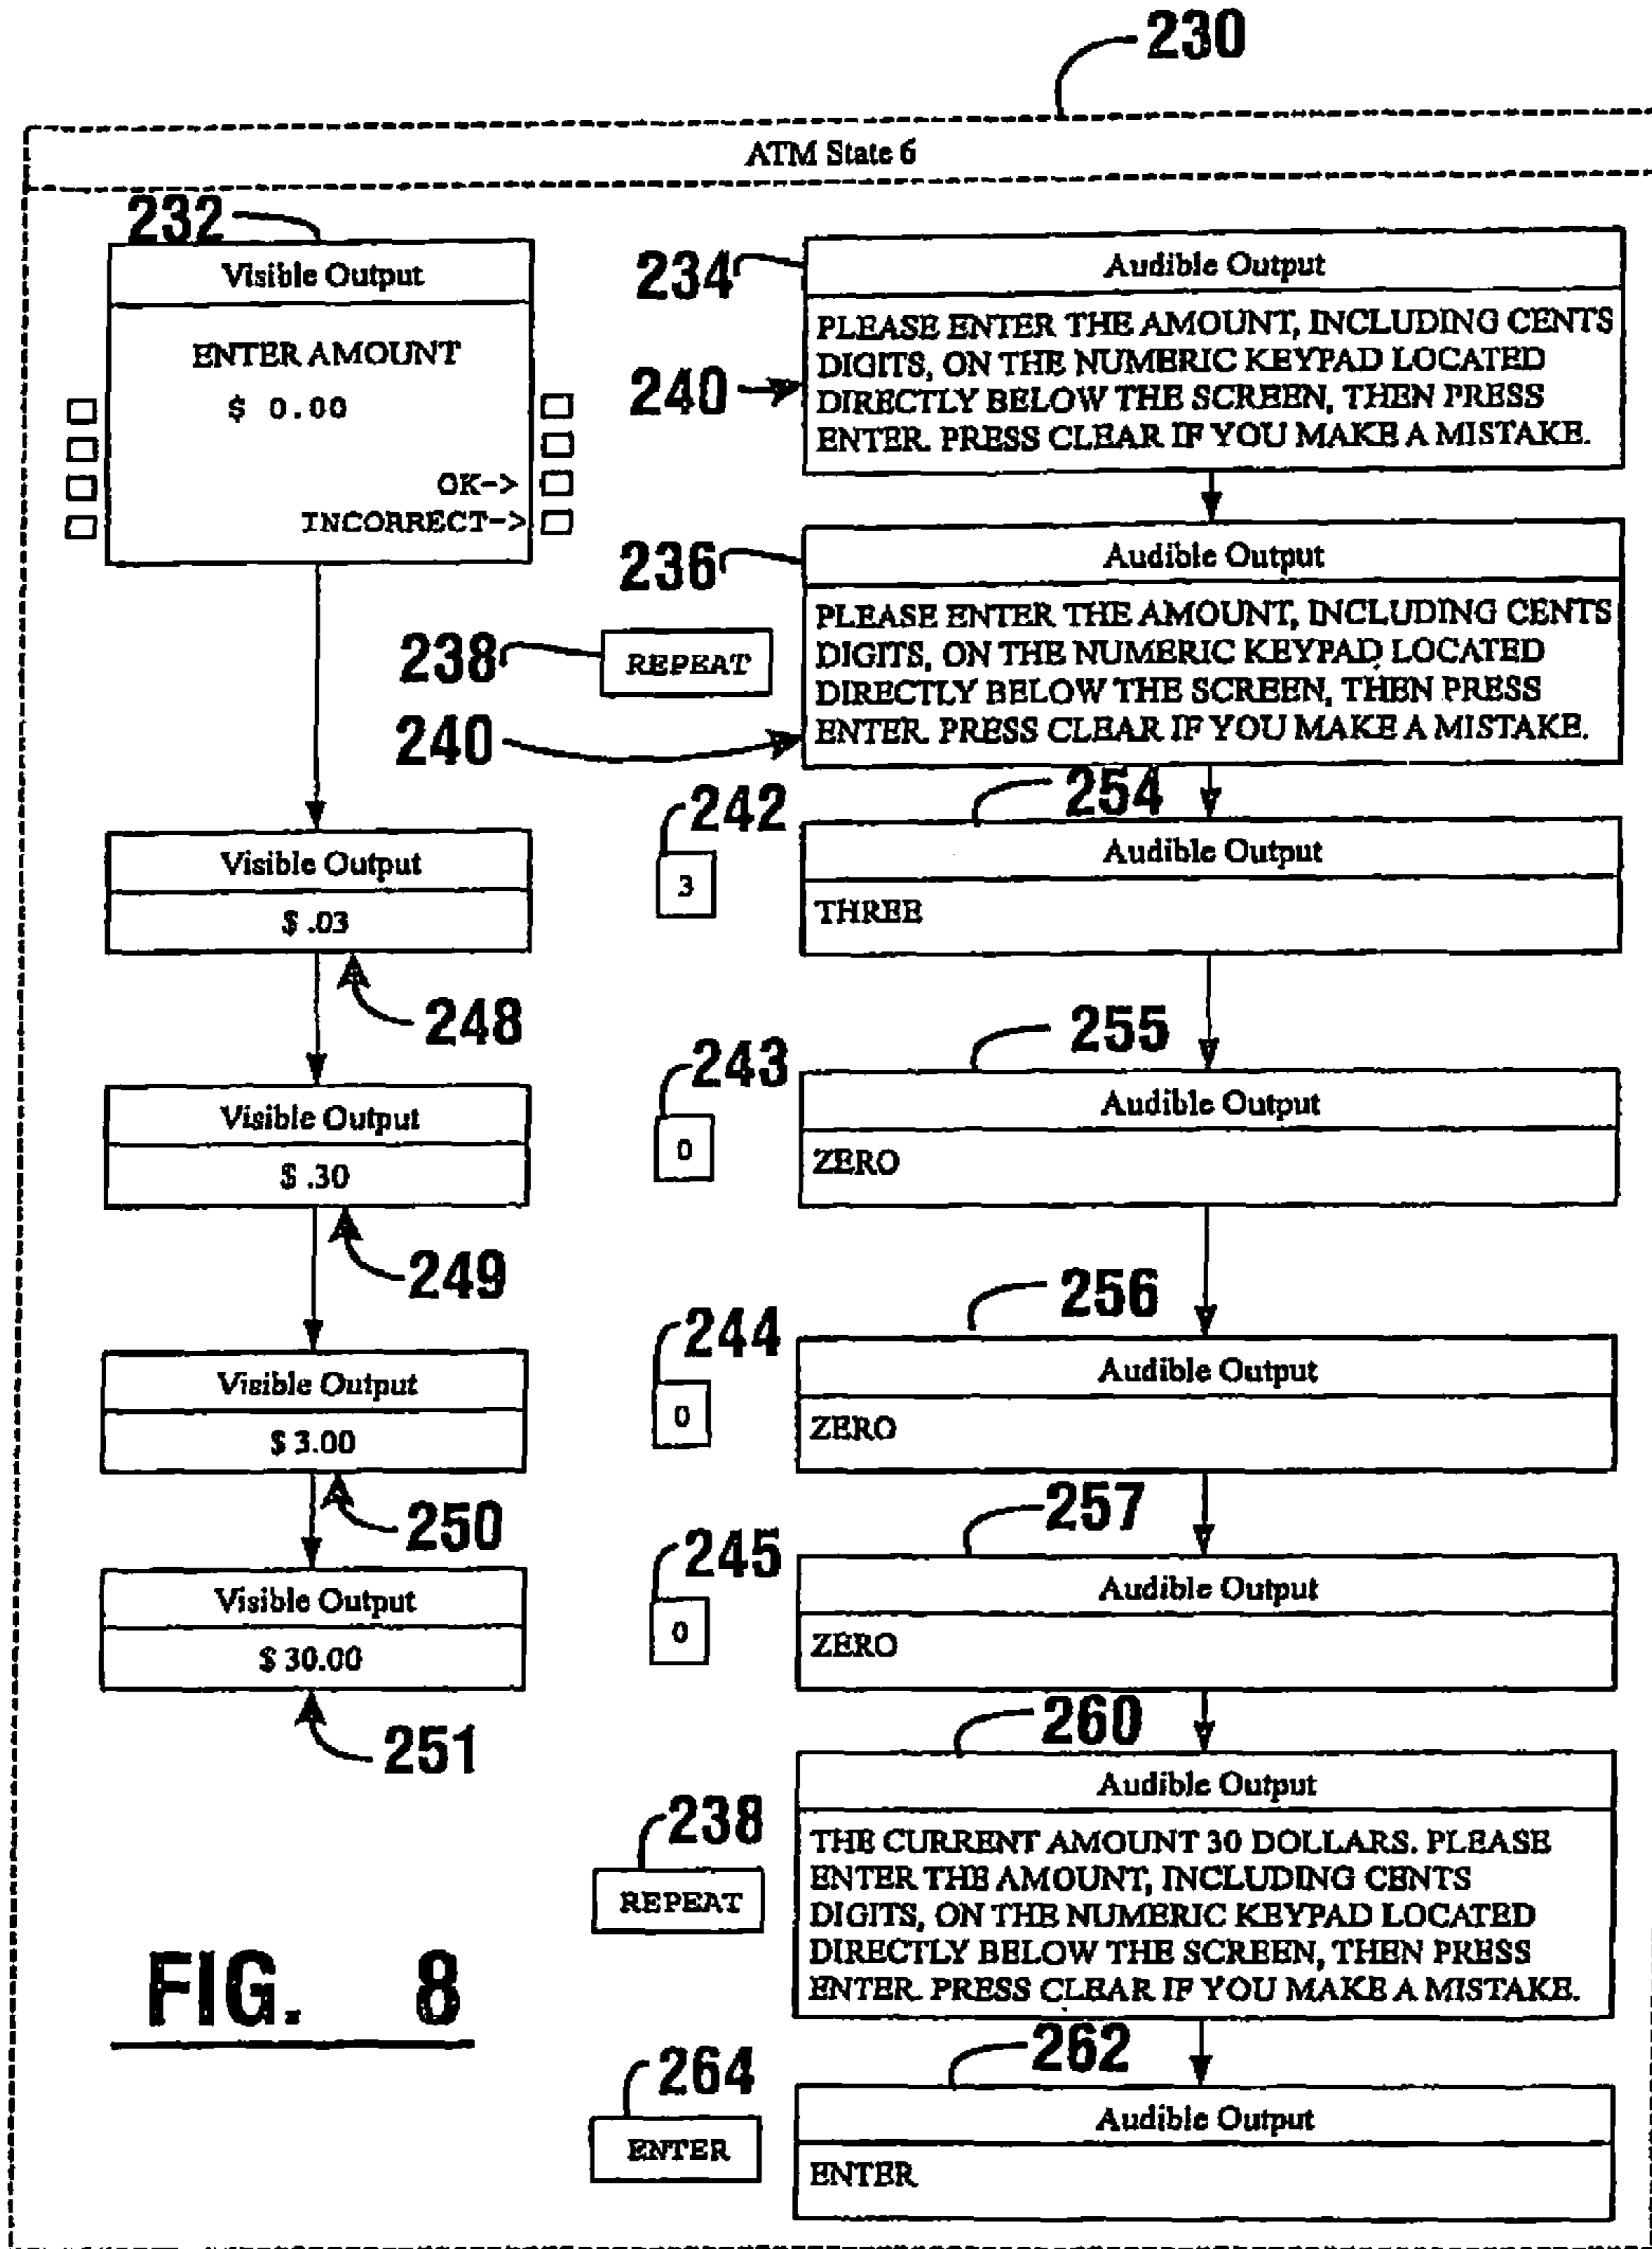 230
ATM State 6
232
Visible Output
ENTER AMOUNT
$ 0.00
OK->
INCORRECT->
234
Audible Output
240
PLEASE ENTER THE AMOUNT, INCLUDING CENTS
DIGITS, ON THE NUMERIC KEYPAD LOCATED
DIRECTLY BELOW THE SCREEN, THEN PRESS
ENTER. PRESS CLEAR IF YOU MAKE A MISTAKE.
236
Audible Output
238
REPEAT
240
PLEASE ENTER THE AMOUNT, INCLUDING CENTS
DIGITS, ON THE NUMERIC KEYPAD LOCATED
DIRECTLY BELOW THE SCREEN, THEN PRESS
ENTER. PRESS CLEAR IF YOU MAKE A MISTAKE.
Visible Output
$ .03
248
242
3
254
Audible Output
THREE
Visible Output
$ .30
249
243
0
255
Audible Output
ZERO
Visible Output
$ 3.00
250
244
0
256
Audible Output
ZERO
Visible Output
$ 30.00
251
245
0
257
Audible Output
ZERO
260
Audible Output
238
REPEAT
THE CURRENT AMOUNT 30 DOLLARS. PLEASE
ENTER THE AMOUNT, INCLUDING CENTS
DIGITS, ON THE NUMERIC KEYPAD LOCATED
DIRECTLY BELOW THE SCREEN, THEN PRESS
ENTER. PRESS CLEAR IF YOU MAKE A MISTAKE.
FIG. 8
264
ENTER
262
Audible Output
ENTER